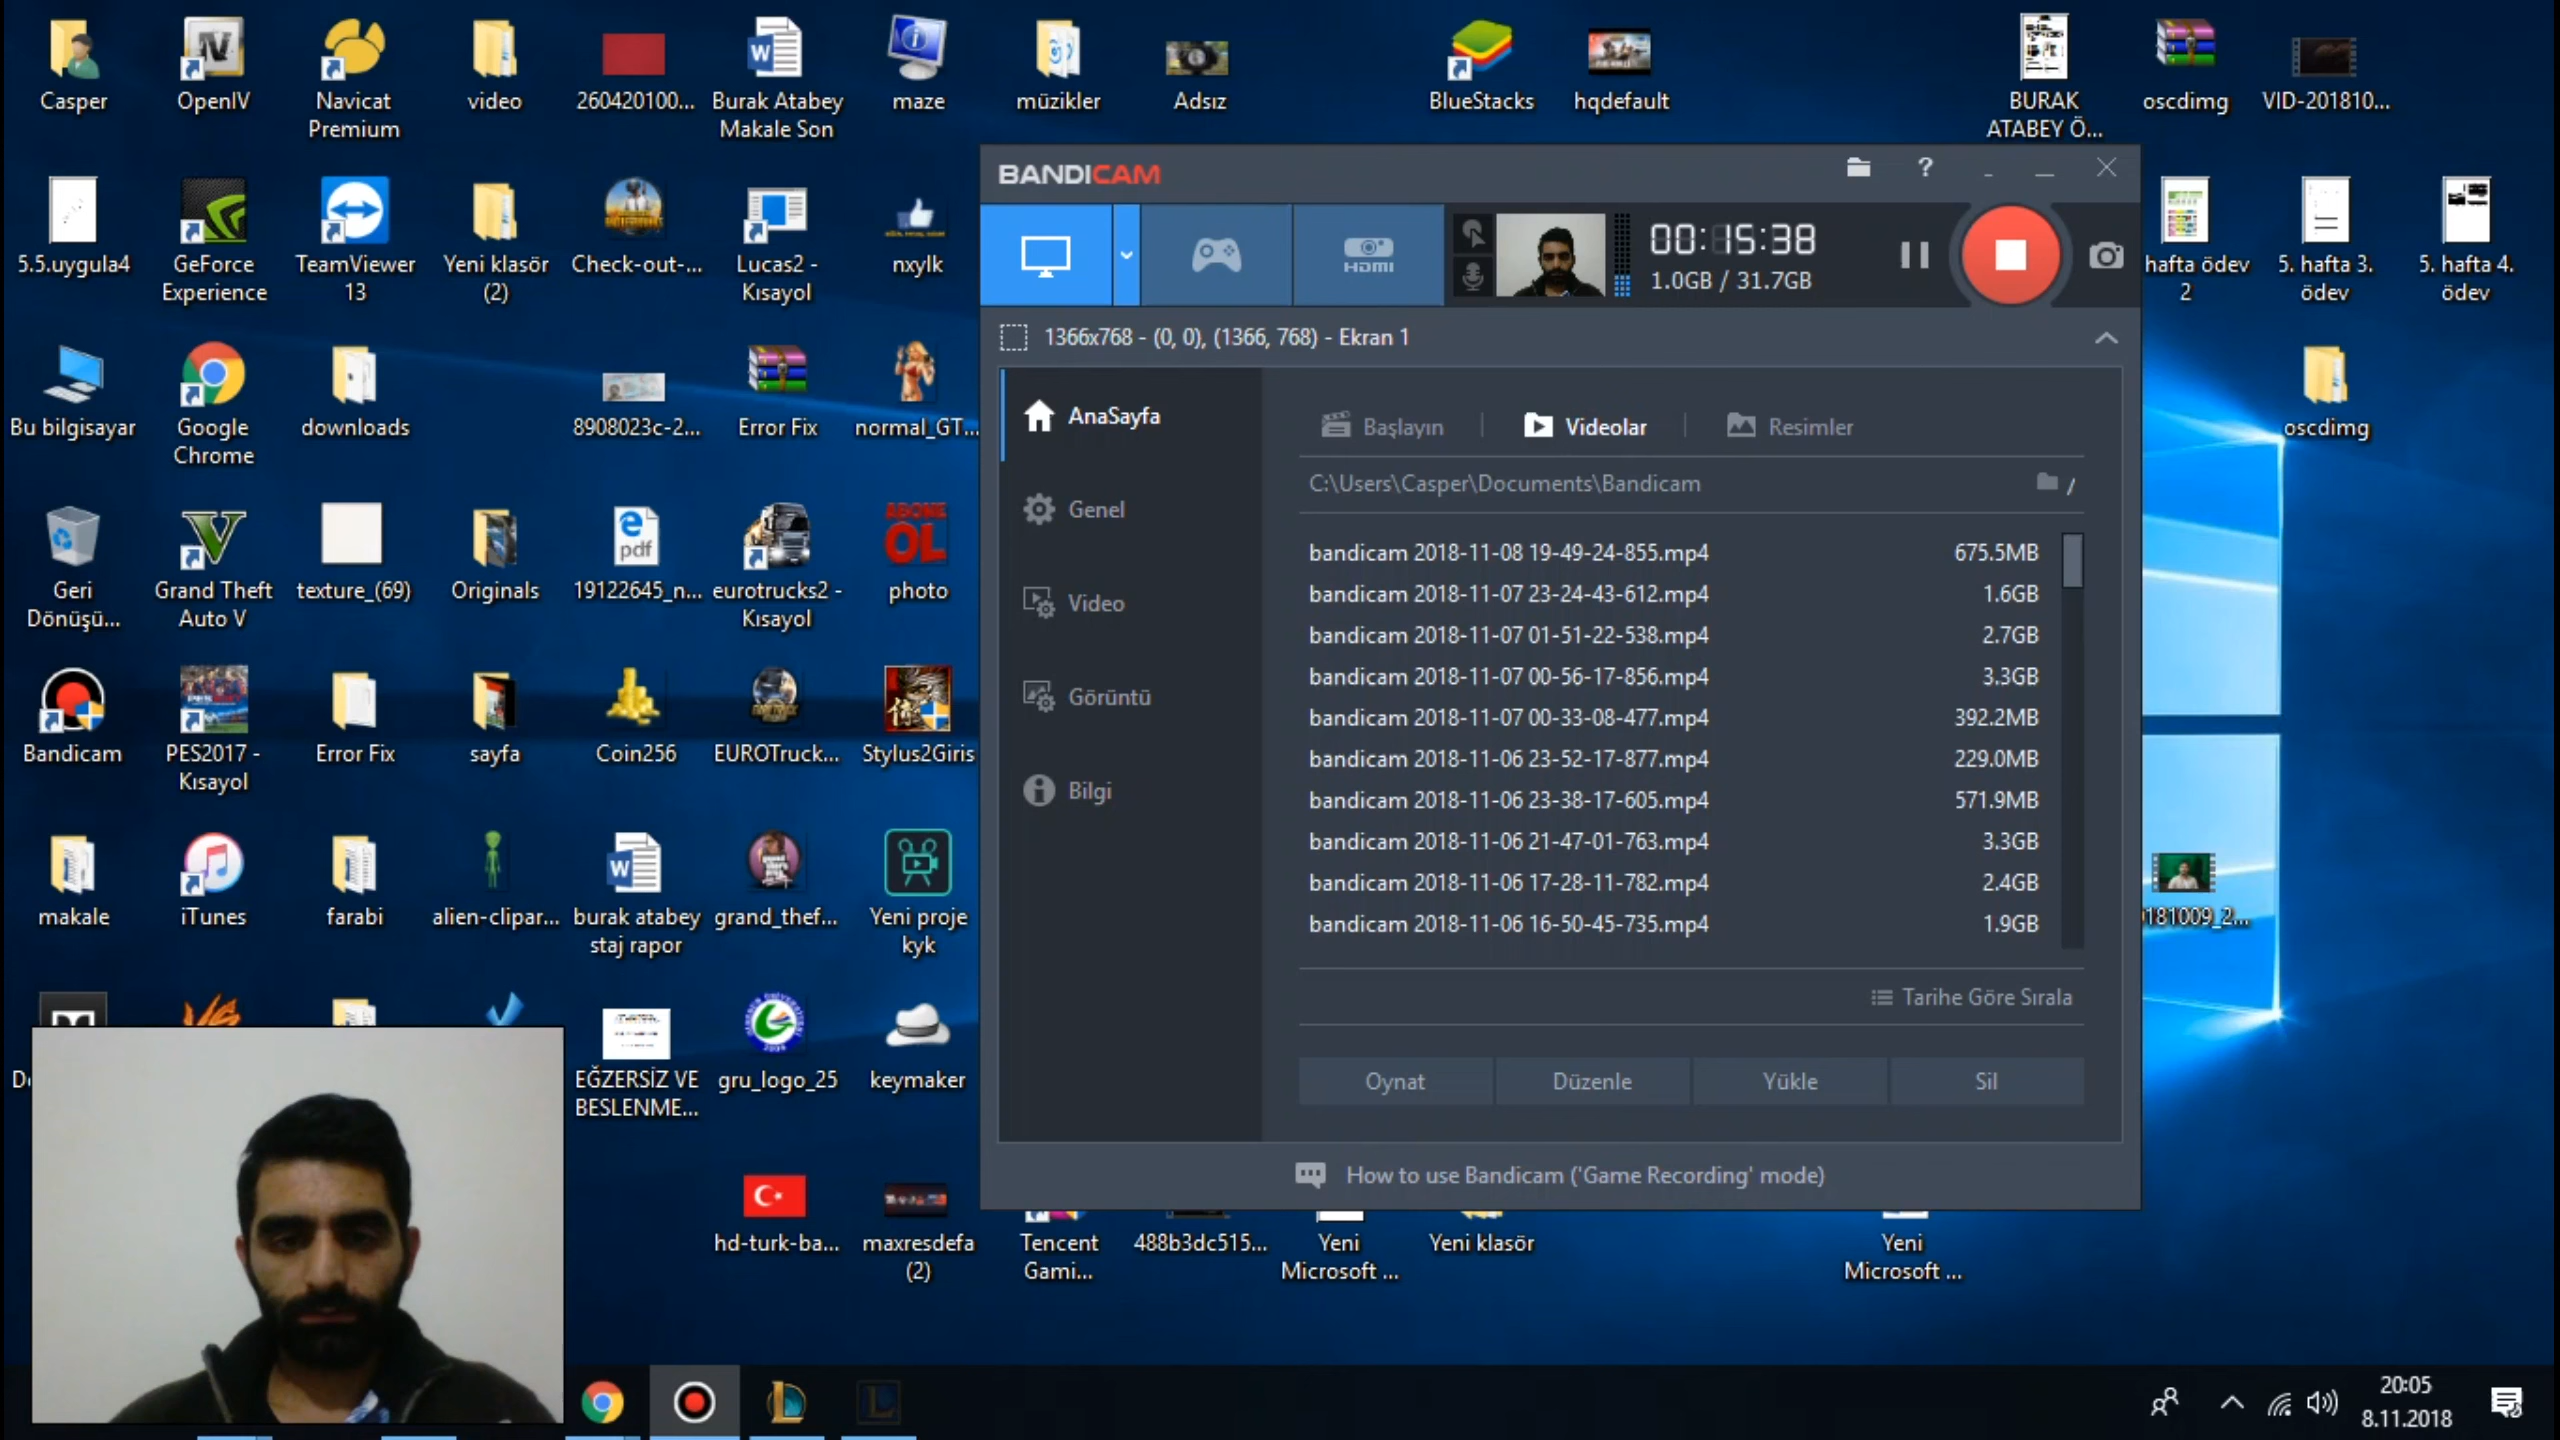 Casper
OpenIV
Navicat
Premium
video
260420100...
Burak Atabey
Makale Son
maze
müzikler
Adsız
BlueStacks
hqdefault
BURAK
ATABEY Ö...
oscdimg
VID-201810...
5.5.uygula4
GeForce
Experience
TeamViewer
13
Yeni klasör
(2)
Check-out-...
Lucas2 -
Kısayol
nxylk
hafta ödev
2
5. hafta 3.
ödev
5. hafta 4.
ödev
Bu bilgisayar
Google
Chrome
downloads
8908023c-2...
Error Fix
normal_GT...
oscdimg
Geri
Dönüşü...
Grand Theft
Auto V
texture_(69)
Originals
pdf
19122645_n...
eurotrucks2 -
Kısayol
ABONE
OL
photo
Bandicam
PES2017 -
Kısayol
Error Fix
sayfa
Coin256
EUROTruck...
Stylus2Giris
makale
iTunes
farabi
alien-clipar...
burak atabey
staj rapor
grand_thef...
Yeni proje
kyk
EĞZERSİZ VE
BESLENME...
gru_logo_25
keymaker
hd-turk-ba...
maxresdefa
(2)
Tencent
Gami...
488b3dc515...
Yeni
Microsoft ...
Yeni klasör
Yeni
Microsoft ...
BANDICAM
?
HDMI
00:15:38
1.0GB / 31.7GB
1366x768 - (0, 0), (1366, 768) - Ekran 1
AnaSayfa
Genel
Video
Görüntü
Bilgi
Başlayın
Videolar
Resimler
C:\Users\Casper\Documents\Bandicam
bandicam 2018-11-08 19-49-24-855.mp4 675.5MB
bandicam 2018-11-07 23-24-43-612.mp4 1.6GB
bandicam 2018-11-07 01-51-22-538.mp4 2.7GB
bandicam 2018-11-07 00-56-17-856.mp4 3.3GB
bandicam 2018-11-07 00-33-08-477.mp4 392.2MB
bandicam 2018-11-06 23-52-17-877.mp4 229.0MB
bandicam 2018-11-06 23-38-17-605.mp4 571.9MB
bandicam 2018-11-06 21-47-01-763.mp4 3.3GB
bandicam 2018-11-06 17-28-11-782.mp4 2.4GB
bandicam 2018-11-06 16-50-45-735.mp4 1.9GB
Tarihe Göre Sırala
Oynat
Düzenle
Yükle
Sil
How to use Bandicam ('Game Recording' mode)
181009_2...
20:05
8.11.2018